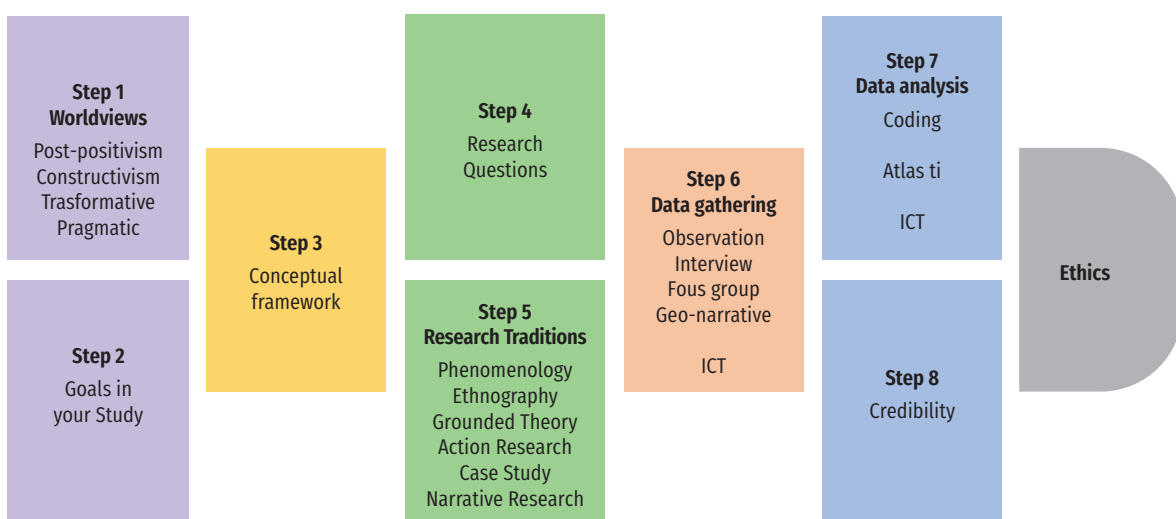 Step 1
Worldviews
Post-positivism
Constructivism
Trasformative
Pragmatic
Step 2
Goals in
your Study
Step 3
Conceptual
framework
Step 4
Research
Questions
Step 5
Research Traditions
Phenomenology
Ethnography
Grounded Theory
Action Research
Case Study
Narrative Research
Step 6
Data gathering
Observation
Interview
Fous group
Geo-narrative
ICT
Step 7
Data analysis
Coding
Atlas ti
ICT
Step 8
Credibility
Ethics